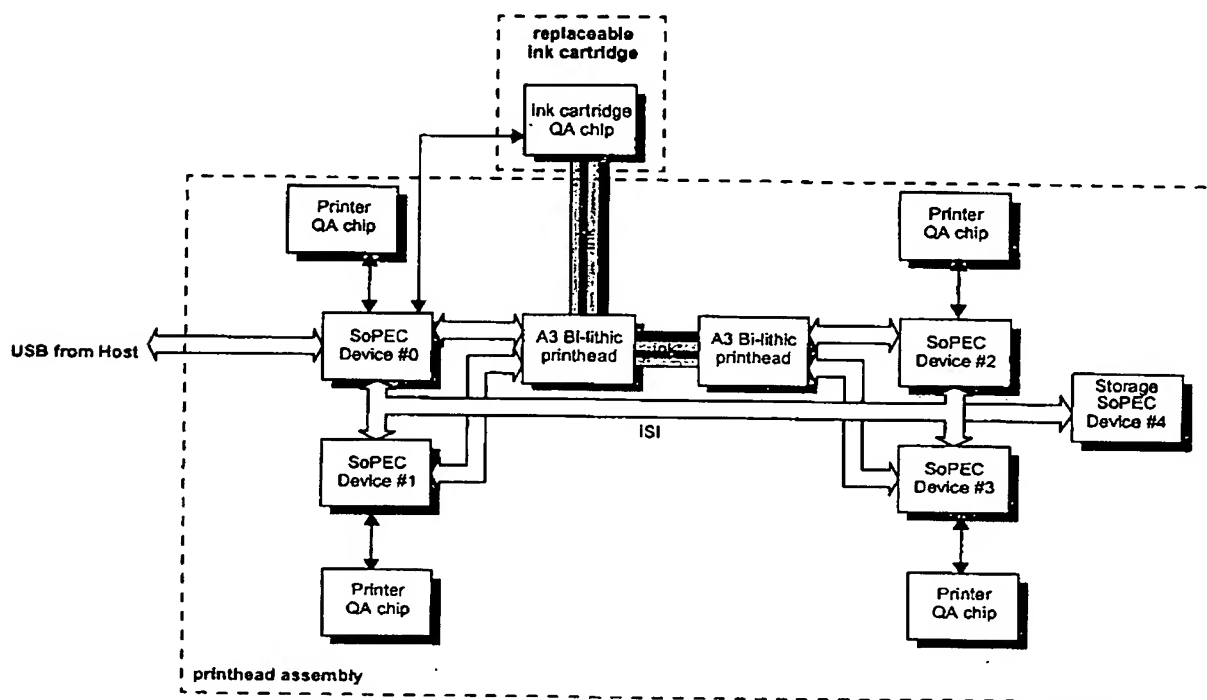 replaceable
ink cartridge
Ink cartridge
QA chip
Printer
QA chip
Printer
QA chip
ink
SoPEC
Device #0
A3 Bi-lithic
printhead
ink
A3 Bi-lithic
printhead
SoPEC
Device #2
USB from Host
Storage
SoPEC
Device #4
ISI
SoPEC
Device #1
SoPEC
Device #3
Printer
QA chip
Printer
QA chip
printhead assembly